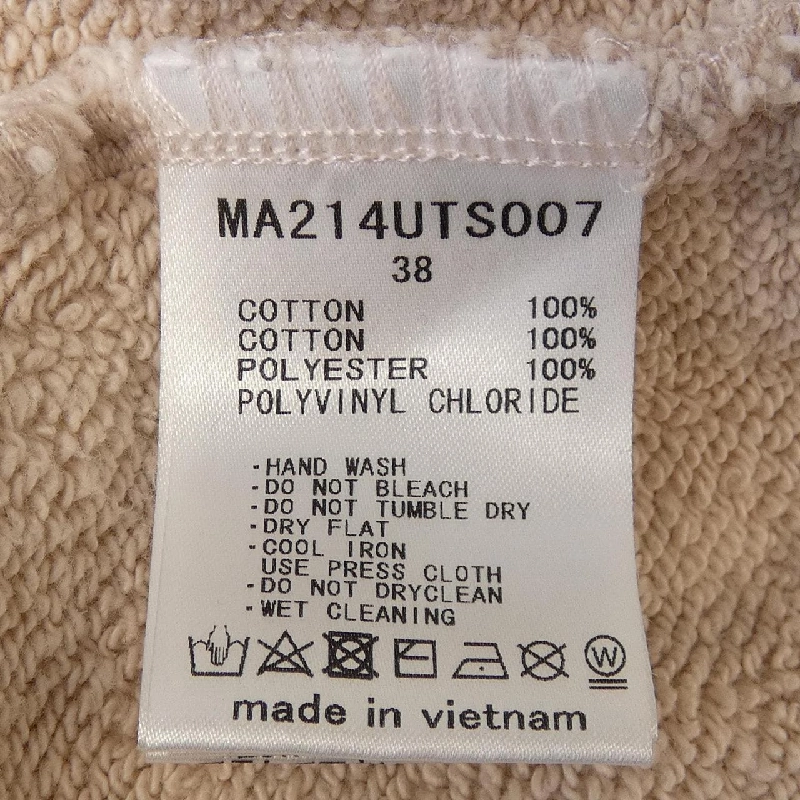 MA214UTS007
38
COTTON 100%
COTTON 100%
POLYESTER 100%
POLYVINYL CHLORIDE
-HAND WASH
-DO NOT BLEACH
-DO NOT TUMBLE DRY
-DRY FLAT
-COOL IRON
USE PRESS CLOTH
-DO NOT DRYCLEAN
-WET CLEANING
W
made in vietnam